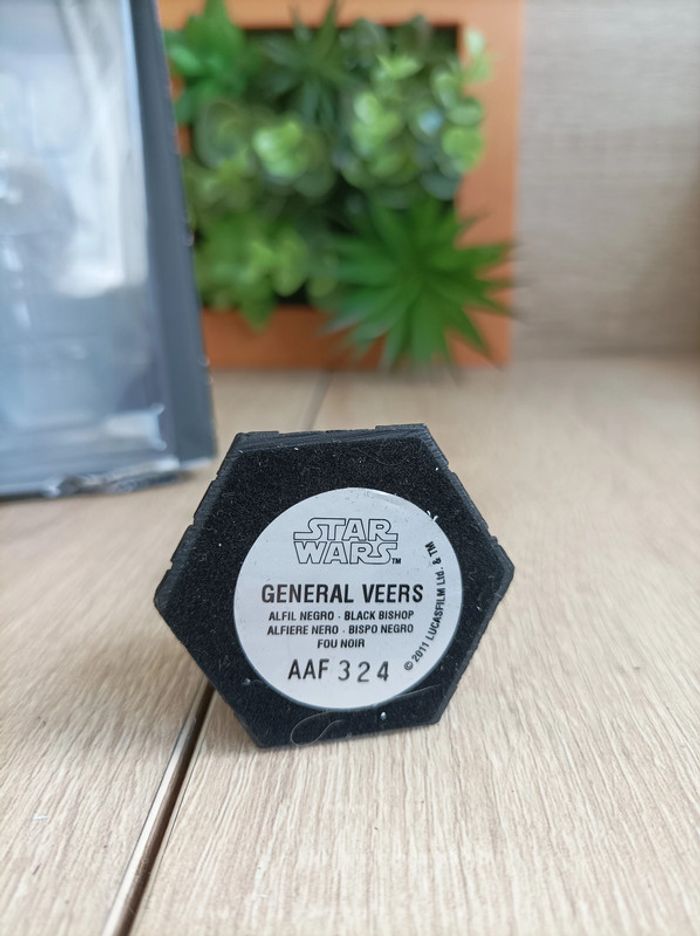 STAR
WARS™
GENERAL VEERS
ALFIL NEGRO · BLACK BISHOP
ALFIERE NERO · BISPO NEGRO
FOU NOIR
AAF 324
© 2011 LUCASFILM Ltd. & TM